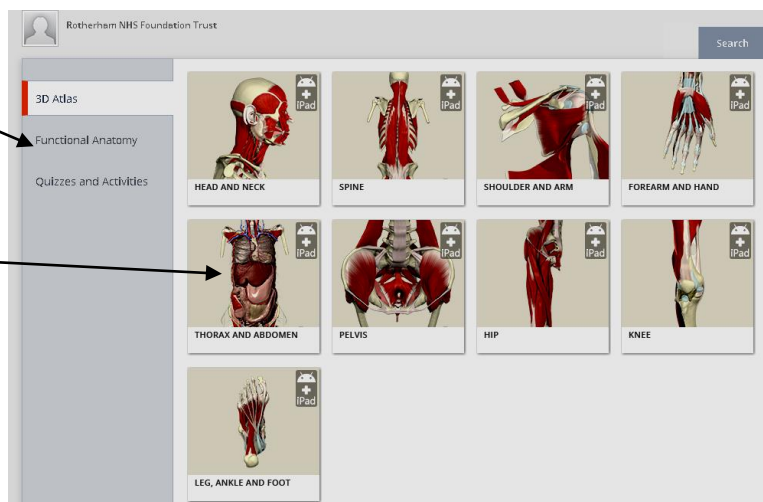 Rotherham NHS Foundation Trust
Search
3D Atlas
Functional Anatomy
Quizzes and Activities
+
iPad
HEAD AND NECK
+
iPad
SPINE
+
iPad
SHOULDER AND ARM
+
iPad
FOREARM AND HAND
+
iPad
THORAX AND ABDOMEN
+
iPad
PELVIS
+
iPad
HIP
+
iPad
KNEE
+
iPad
LEG, ANKLE AND FOOT